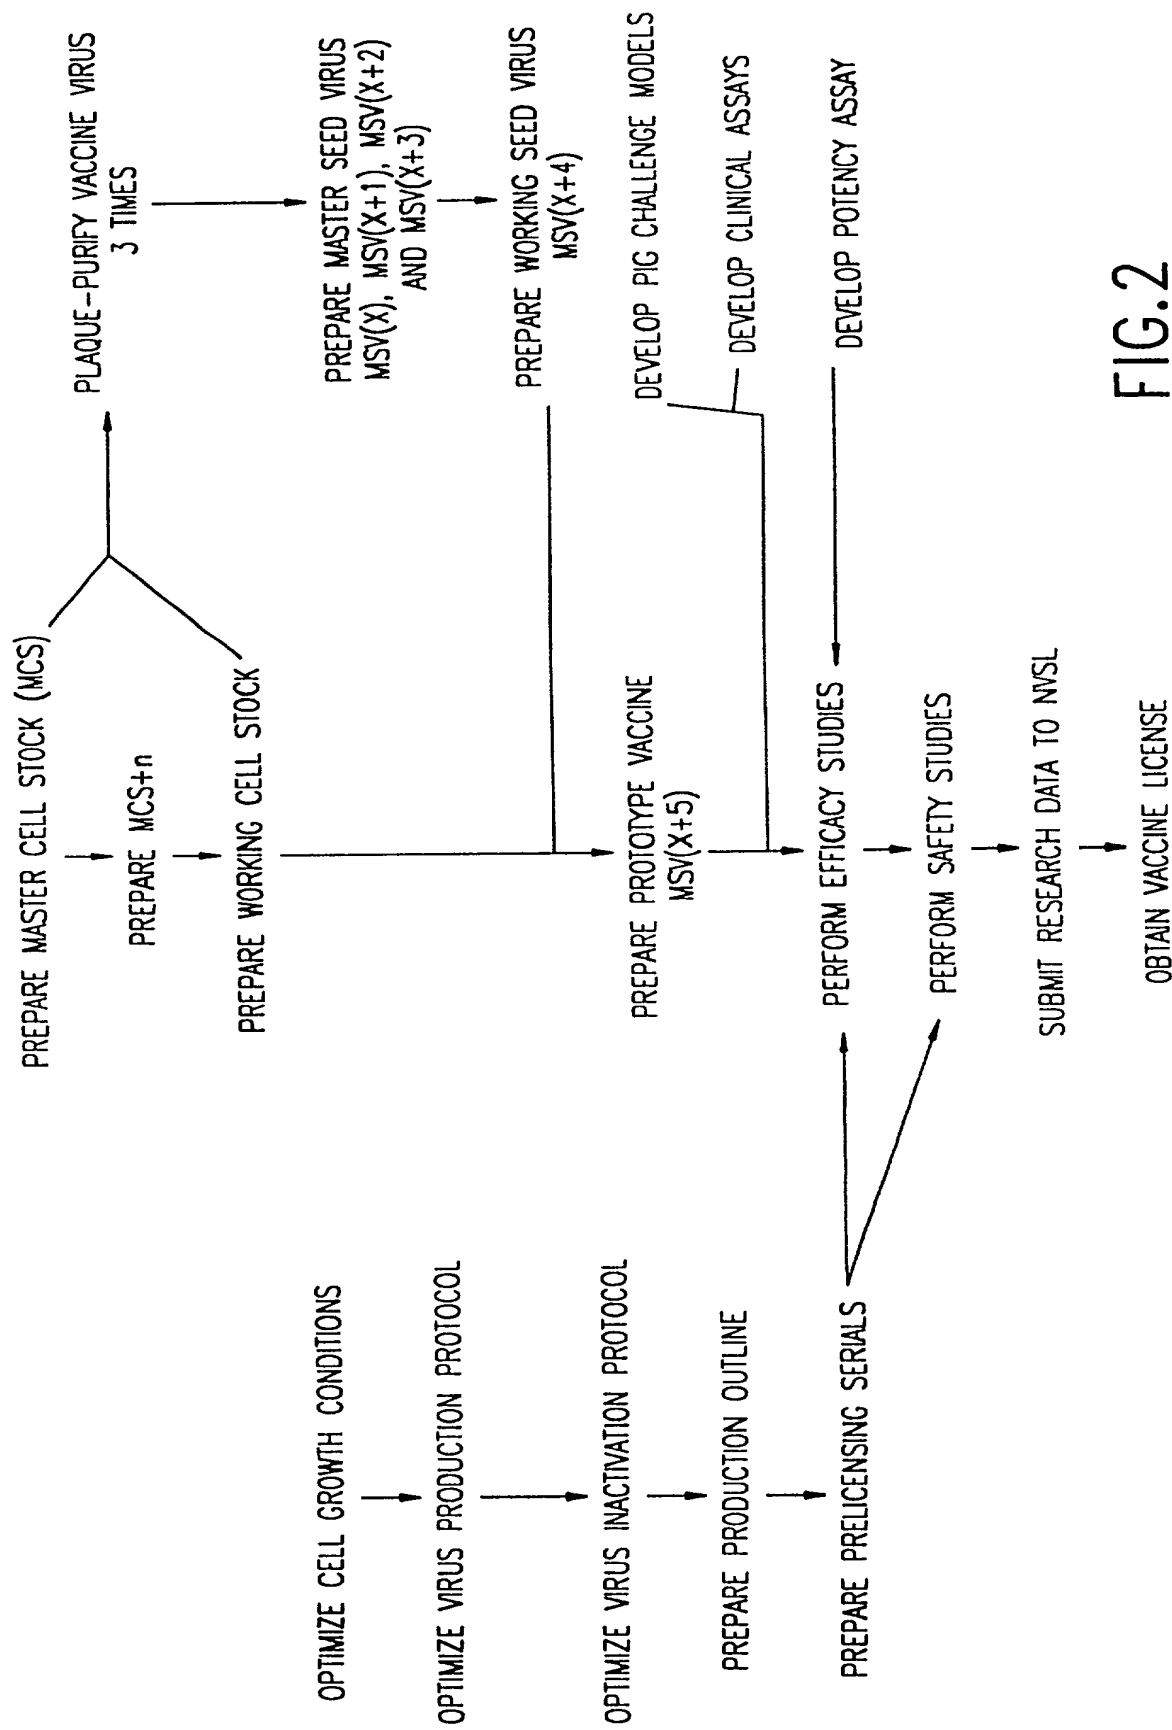 PREPARE MASTER CELL STOCK (MCS)
PREPARE MCS+n
PREPARE WORKING CELL STOCK
PLAQUE-PURIFY VACCINE VIRUS
3 TIMES
PREPARE MASTER SEED VIRUS
MSV(X), MSV(X+1), MSV(X+2)
AND MSV(X+3)
PREPARE WORKING SEED VIRUS
MSV(X+4)
OPTIMIZE CELL GROWTH CONDITIONS
OPTIMIZE VIRUS PRODUCTION PROTOCOL
OPTIMIZE VIRUS INACTIVATION PROTOCOL
PREPARE PRODUCTION OUTLINE
PREPARE PRELICENSING SERIALS
PREPARE PROTOTYPE VACCINE
MSV(X+5)
DEVELOP PIG CHALLENGE MODELS
DEVELOP CLINICAL ASSAYS
DEVELOP POTENCY ASSAY
PERFORM EFFICACY STUDIES
PERFORM SAFETY STUDIES
SUBMIT RESEARCH DATA TO NVSL
OBTAIN VACCINE LICENSE
FIG.2